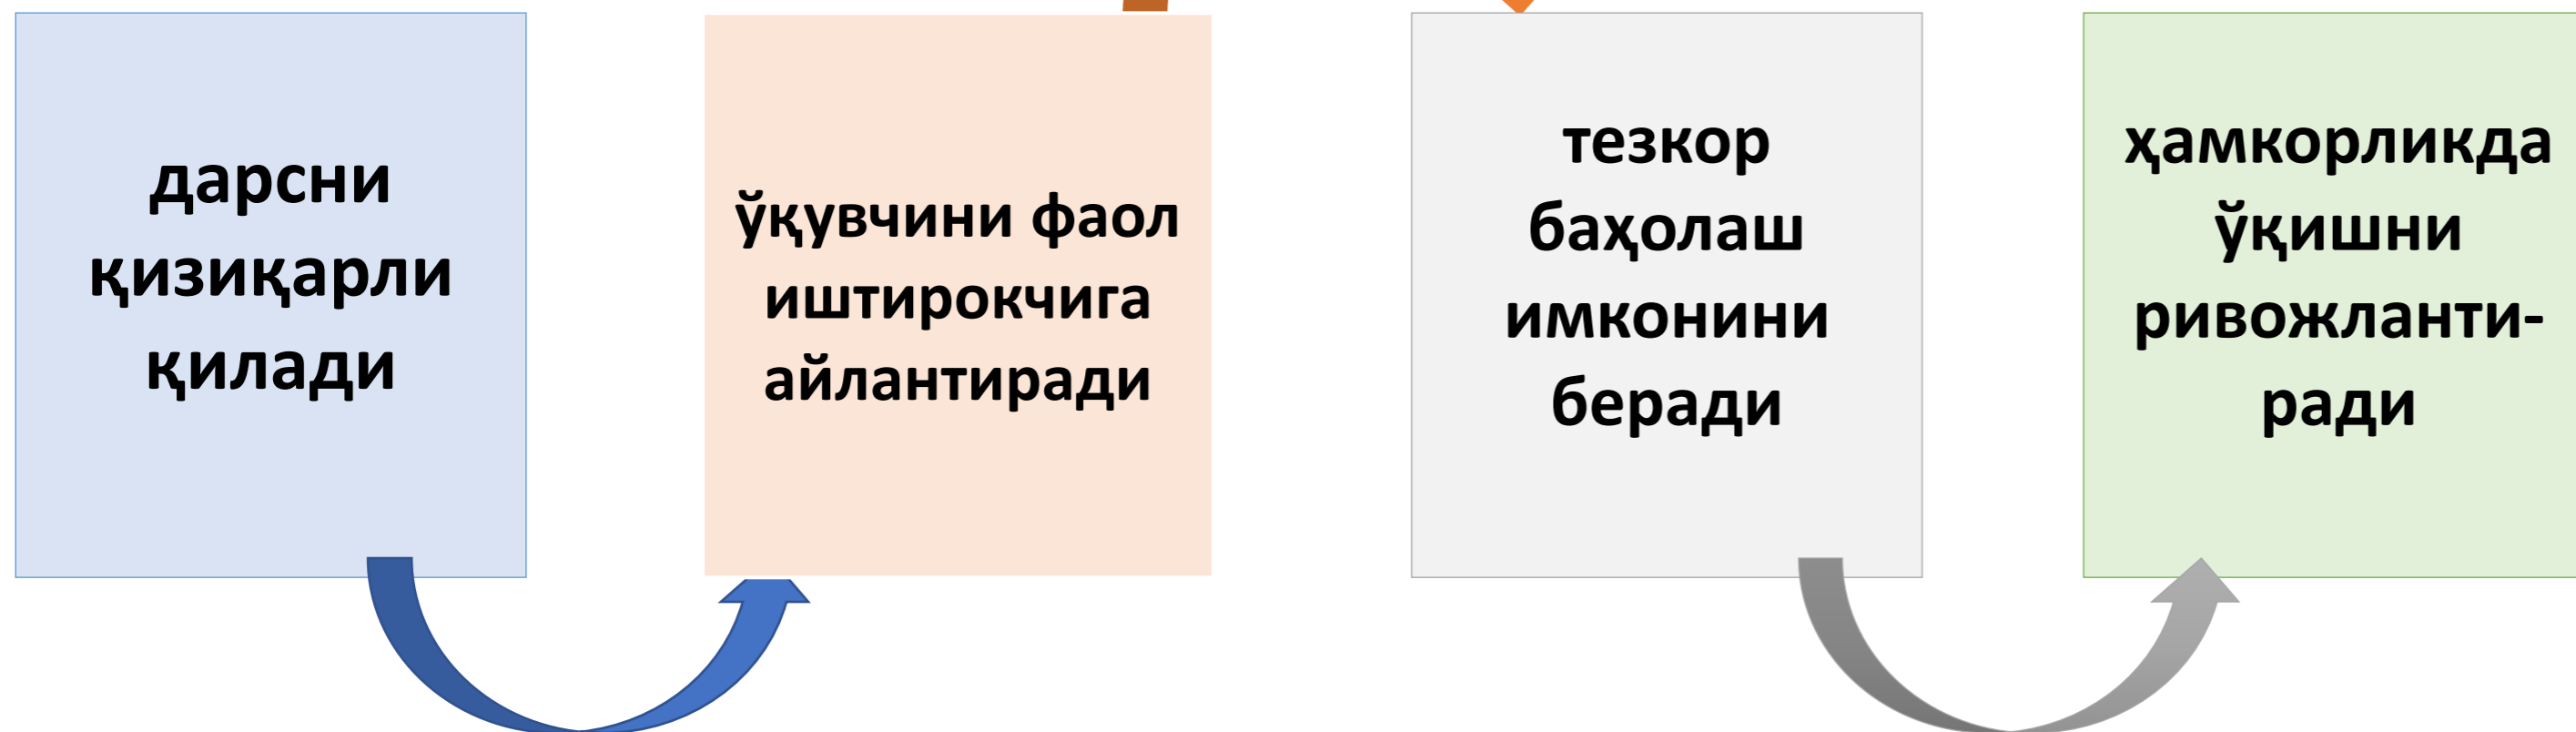 дарсни
қизиқарли
қилади
ўқувчини фаол
иштирокчига
айлантиради
тезкор
баҳолаш
имконини
беради
ҳамкорликда
ўқишни
ривожланти-
ради